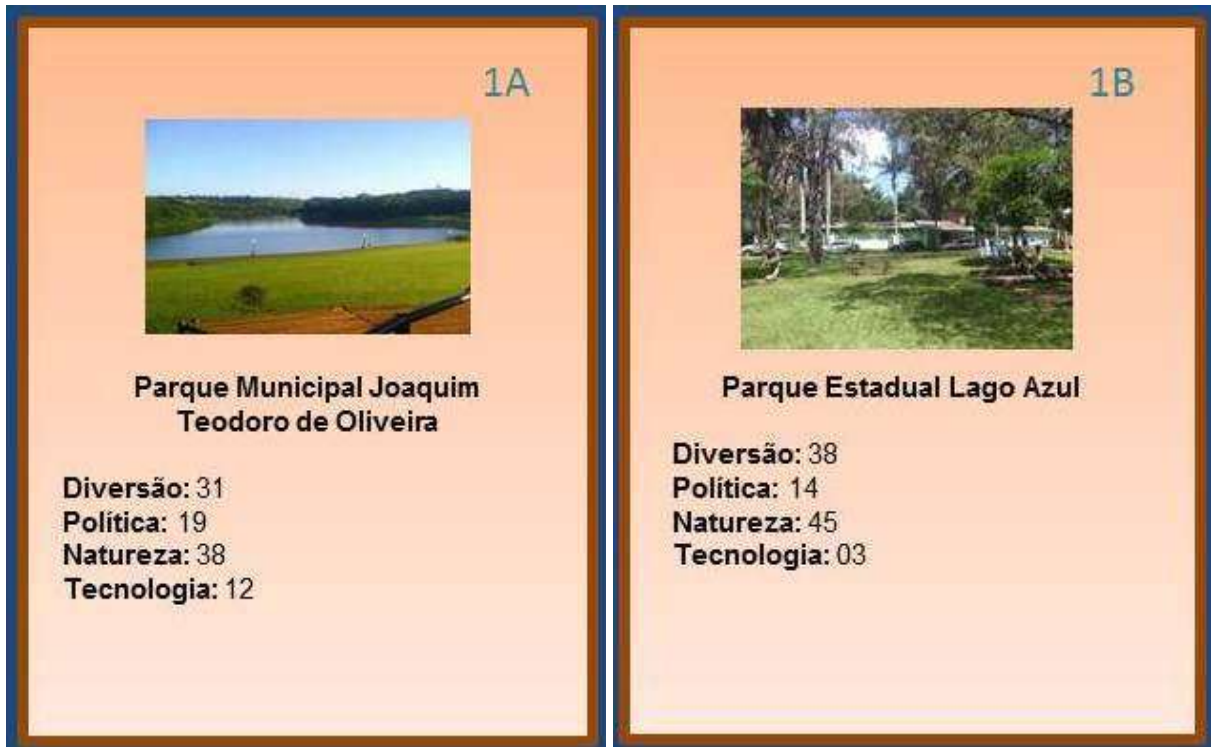 1A
Parque Municipal Joaquim
Teodoro de Oliveira
Diversão: 31
Política: 19
Natureza: 38
Tecnologia: 12
1B
Parque Estadual Lago Azul
Diversão: 38
Política: 14
Natureza: 45
Tecnologia: 03